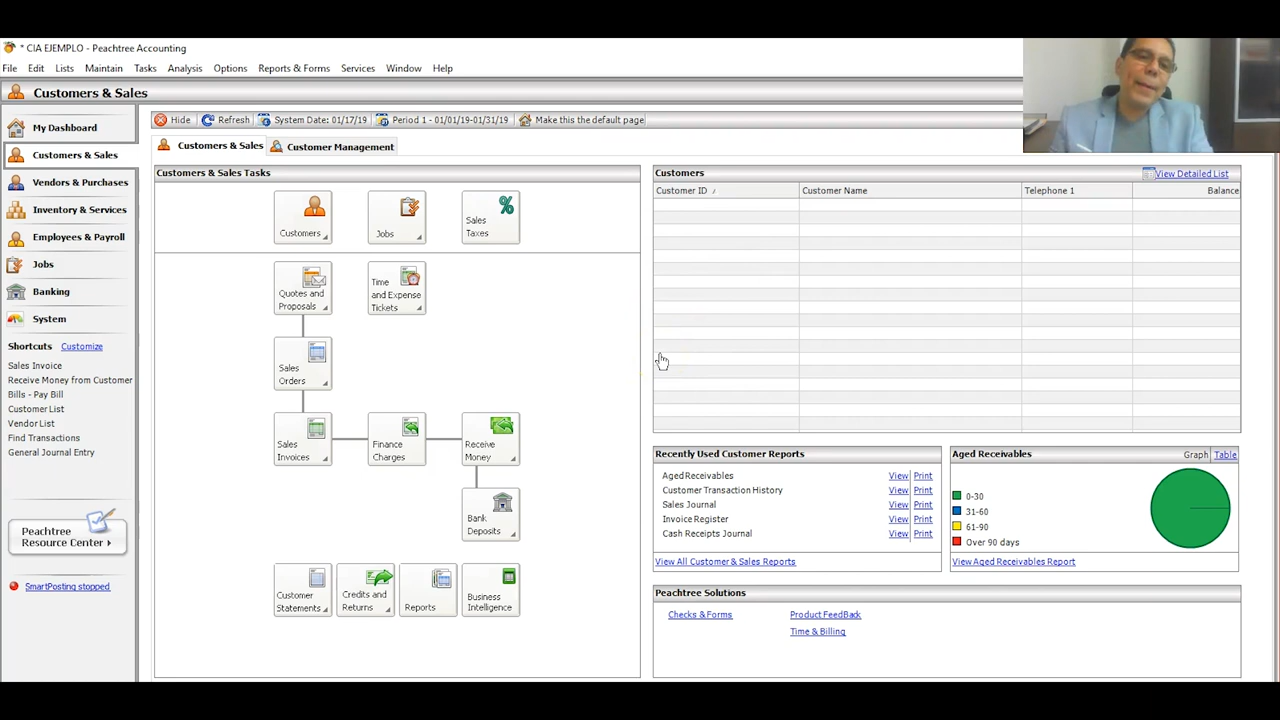 * CIA EJEMPLO - Peachtree Accounting
File Edit Lists Maintain Tasks Analysis Options Reports & Forms Services Window Help
Customers & Sales
Hide Refresh System Date: 01/17/19 Period 1 - 01/01/19-01/31/19 Make this the default page
My Dashboard
Customers & Sales
Vendors & Purchases
Inventory & Services
Employees & Payroll
Jobs
Banking
System
Shortcuts Customize
Sales Invoice
Receive Money from Customer
Bills - Pay Bill
Customer List
Vendor List
Find Transactions
General Journal Entry
Peachtree
Resource Center
SmartPosting stopped
Customers & Sales Customer Management
Customers & Sales Tasks
Customers
Jobs
Sales
Taxes
Quotes and
Proposals
Time
and Expense
Tickets
Sales
Orders
Sales
Invoices
Finance
Charges
Receive
Money
Bank
Deposits
Customer
Statements
Credits and
Returns
Reports
Business
Intelligence
Customers View Detailed List
Customer ID Customer Name Telephone 1 Balance
Recently Used Customer Reports
Aged Receivables View Print
Customer Transaction History View Print
Sales Journal View Print
Invoice Register View Print
Cash Receipts Journal View Print
View All Customer & Sales Reports
Aged Receivables Graph Table
0-30
31-60
61-90
Over 90 days
View Aged Receivables Report
Peachtree Solutions
Checks & Forms Product FeedBack
Time & Billing